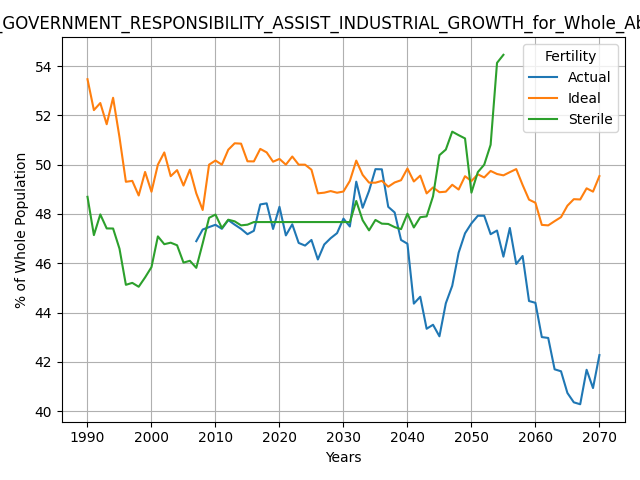 _GOVERNMENT_RESPONSIBILITY_ASSIST_INDUSTRIAL_GROWTH_for_Whole_Ab
Fertility
Actual
Ideal
Sterile
% of Whole Population
54
52
50
48
46
44
42
40
1990 2000 2010 2020 2030 2040 2050 2060 2070
Years